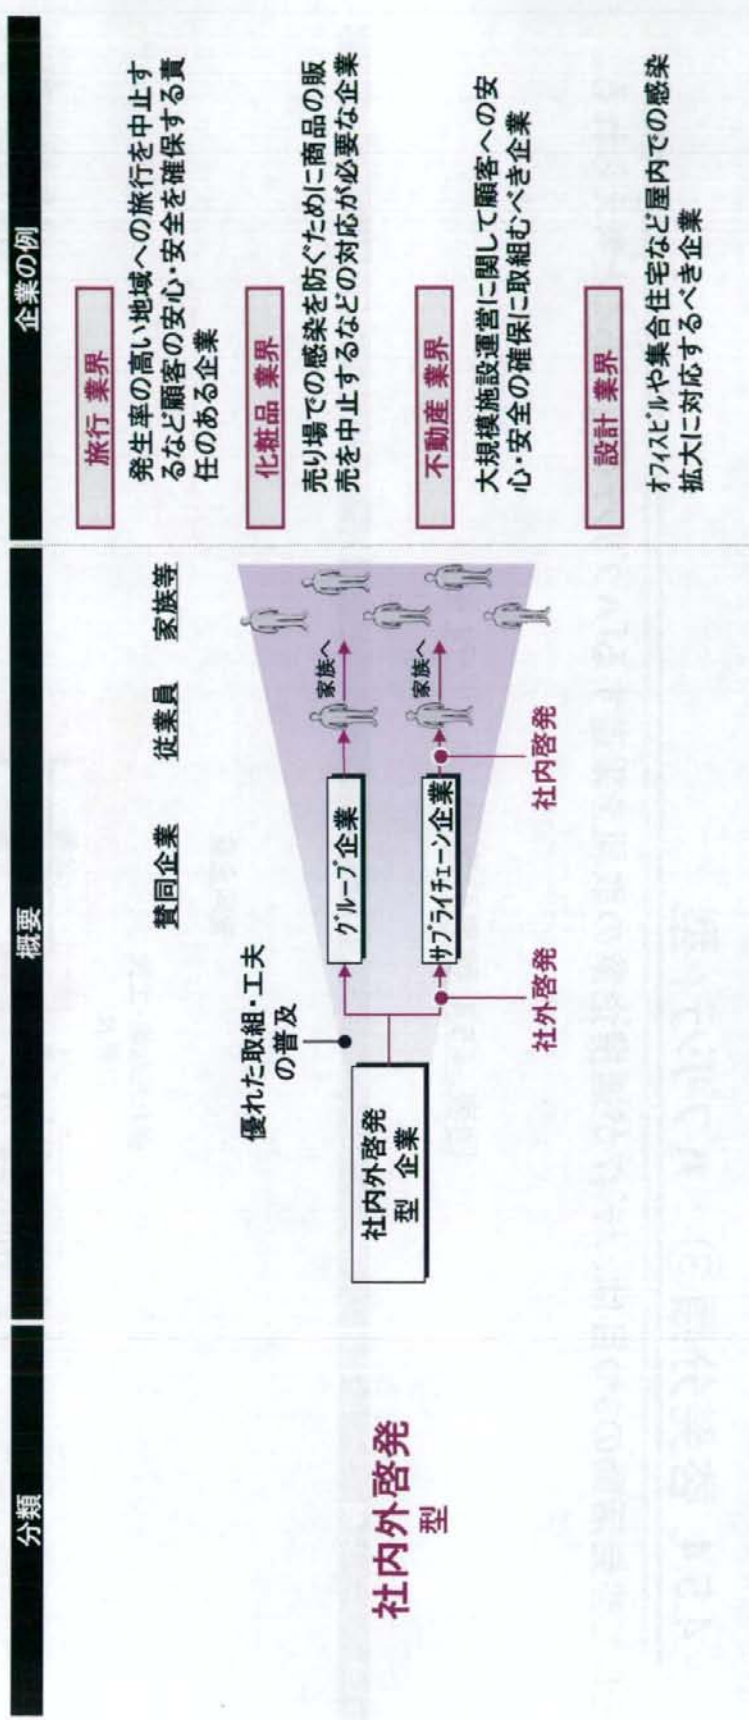 分類
概要
企業の例
社内外啓発
型
賛同企業
従業員
家族等
優れた取組・工夫
の普及
社内外啓発
型 企業
グループ企業
サプライチェーン企業
家族へ
家族へ
社外啓発
社内啓発
旅行 業界
発生率の高い地域への旅行を中止す
るなど顧客の安心・安全を確保する責
任のある企業
化粧品 業界
売り場での感染を防ぐために商品の販
売を中止するなどの対応が必要な企業
不動産 業界
大規模施設運営に関して顧客への安
心・安全の確保に取組むべき企業
設計 業界
オフィスビルや集合住宅など屋内での感染
拡大に対応するべき企業